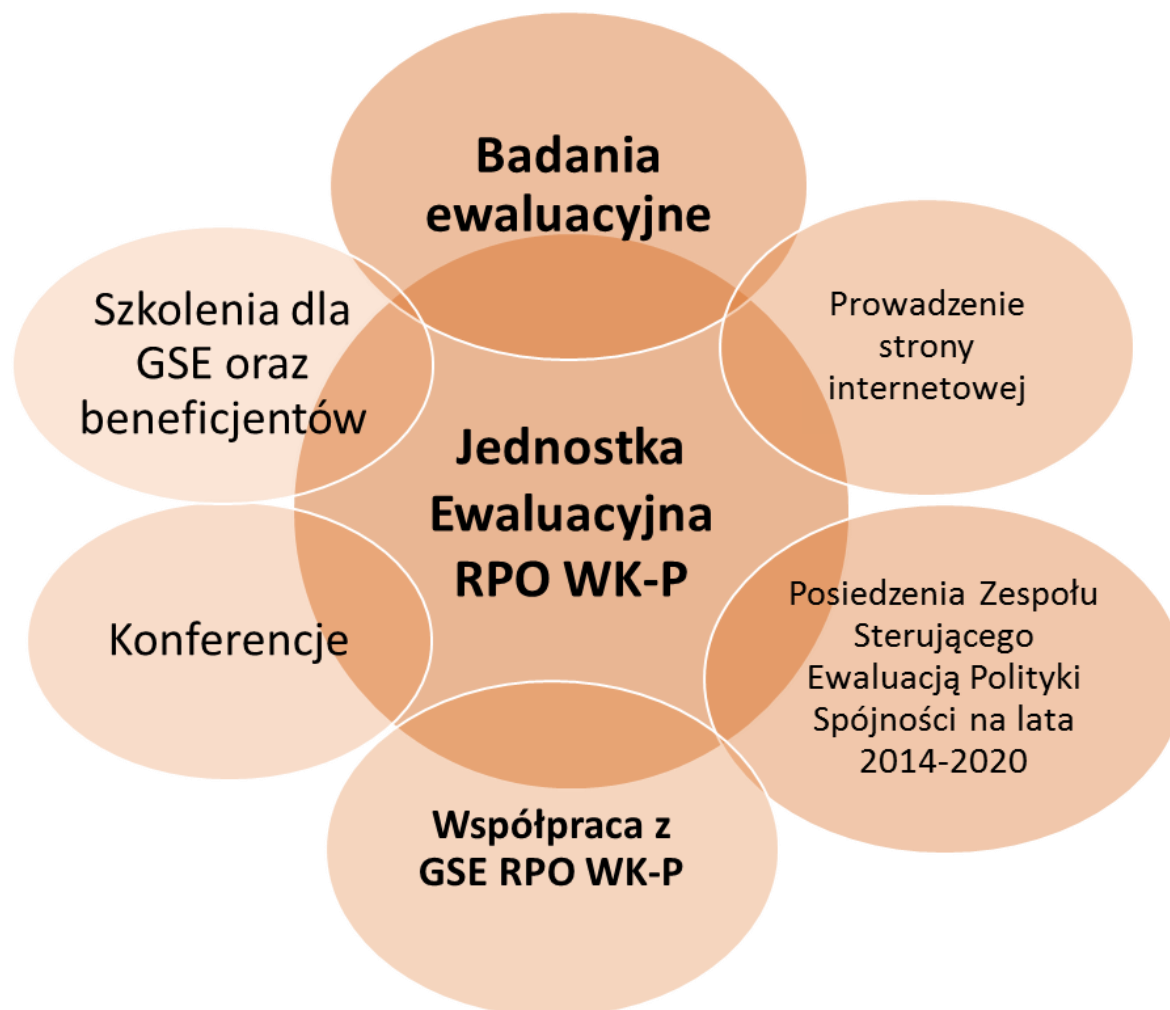 Badania
ewaluacyjne
Prowadzenie
strony
internetowej
Posiedzenia Zespołu
Sterującego
Ewaluacją Polityki
Spójności na lata
2014-2020
Współpraca z
GSE RPO WK-P
Konferencje
Szkolenia dla
GSE oraz
beneficjentów
Jednostka
Ewaluacyjna
RPO WK-P